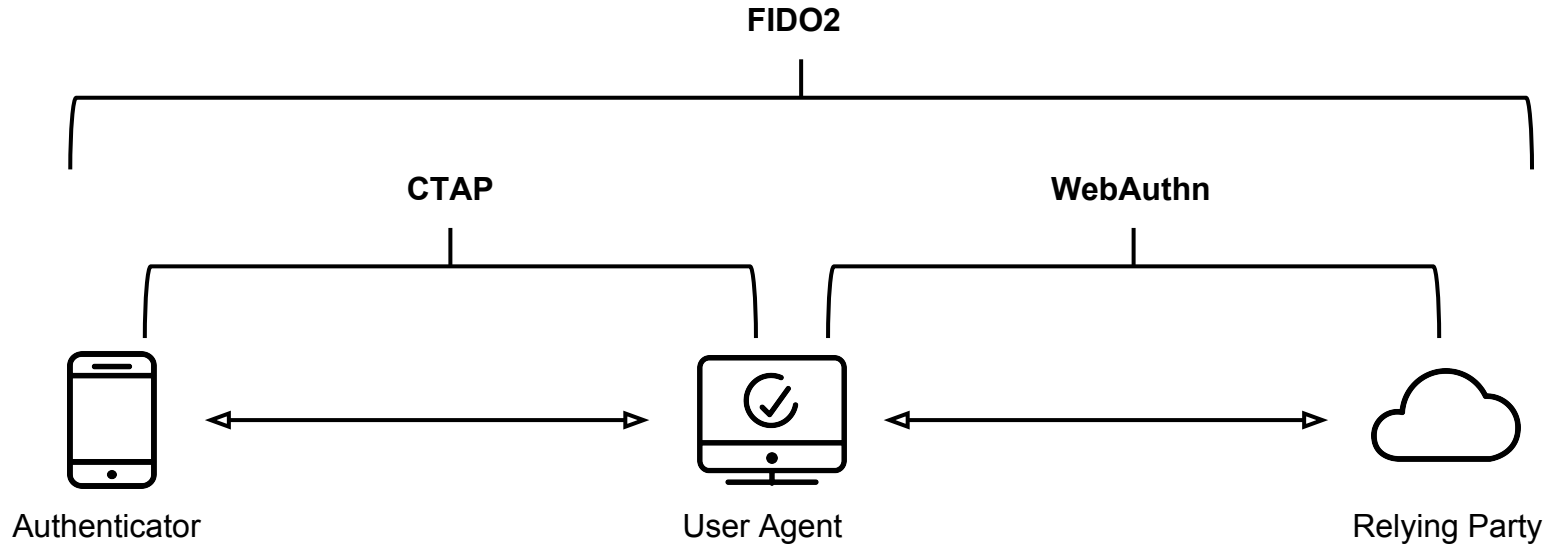 FIDO2
CTAP
WebAuthn
Authenticator
User Agent
Relying Party